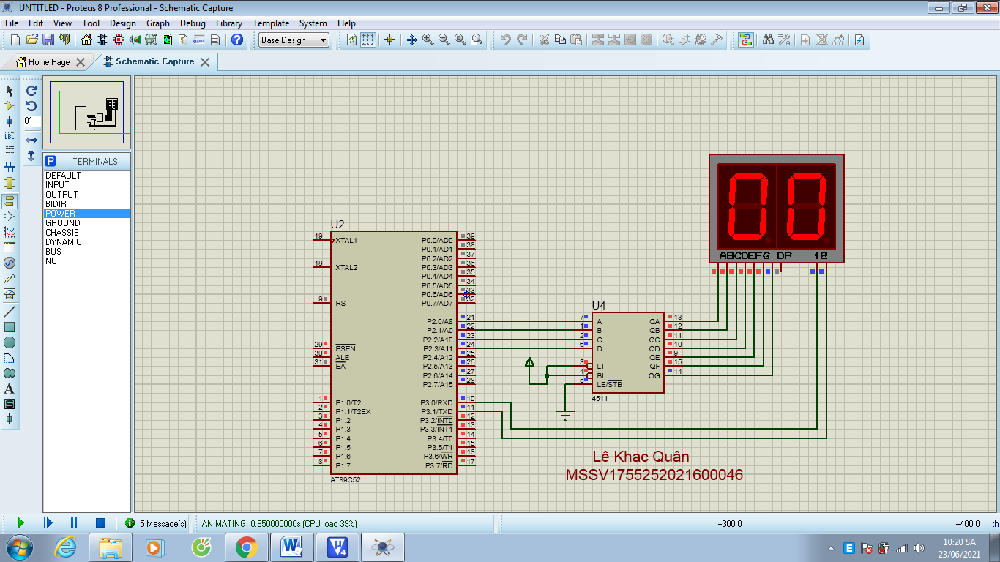 UNTITLED - Proteus 8 Professional - Schematic Capture
File Edit View Tool Design Graph Debug Library Template System Help
Base Design
Home Page
Schematic Capture
0°
LBL
P TERMINALS
DEFAULT
INPUT
OUTPUT
BIDIR
POWER
GROUND
CHASSIS
DYNAMIC
BUS
NC
A
S
00
ABCDEFG DP 12
U2
19 XTAL1
18 XTAL2
9 RST
29 PSEN
30 ALE
31 EA
1 P1.0/T2
2 P1.1/T2EX
3 P1.2
4 P1.3
5 P1.4
6 P1.5
7 P1.6
8 P1.7
P0.0/AD0 39
P0.1/AD1 38
P0.2/AD2 37
P0.3/AD3 36
P0.4/AD4 35
P0.5/AD5 34
P0.6/AD6 33
P0.7/AD7 32
P2.0/A8 21
P2.1/A9 22
P2.2/A10 23
P2.3/A11 24
P2.4/A12 25
P2.5/A13 26
P2.6/A14 27
P2.7/A15 28
P3.0/RXD 10
P3.1/TXD 11
P3.2/INT0 12
P3.3/INT1 13
P3.4/T0 14
P3.5/T1 15
P3.6/WR 16
P3.7/RD 17
AT89C52
U4
7 A QA 13
1 B QB 12
2 C QC 11
6 D QD 10
QE 9
3 LT QF 15
4 BI QG 14
5 LE/STB
4511
Lê Khac Quân
MSSV1755252021600046
5 Message(s)
ANIMATING: 0.650000000s (CPU load 39%)
+300.0
+400.0
th
10:20 SA
23/06/2021